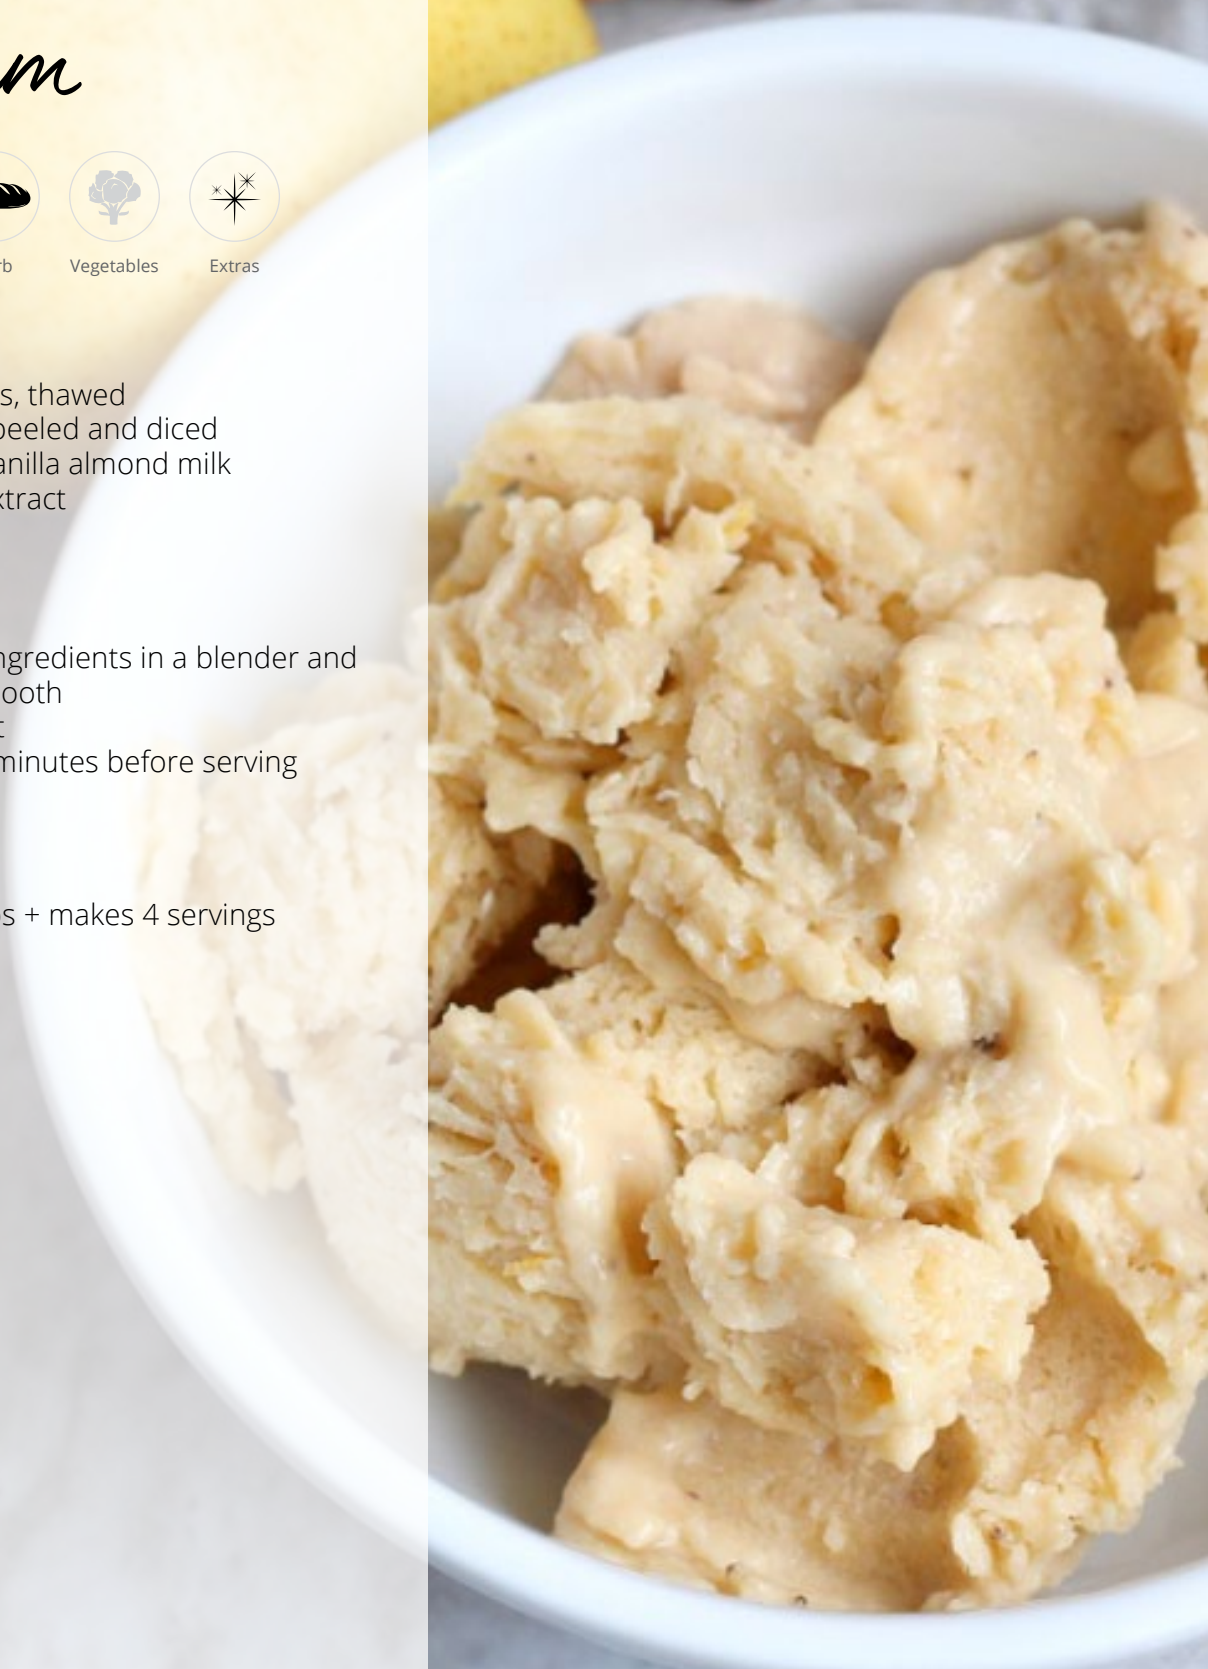 m
rb Vegetables Extras
s, thawed
peeled and diced
anilla almond milk
xtract
ngredients in a blender and
ooth
t
minutes before serving
s + makes 4 servings